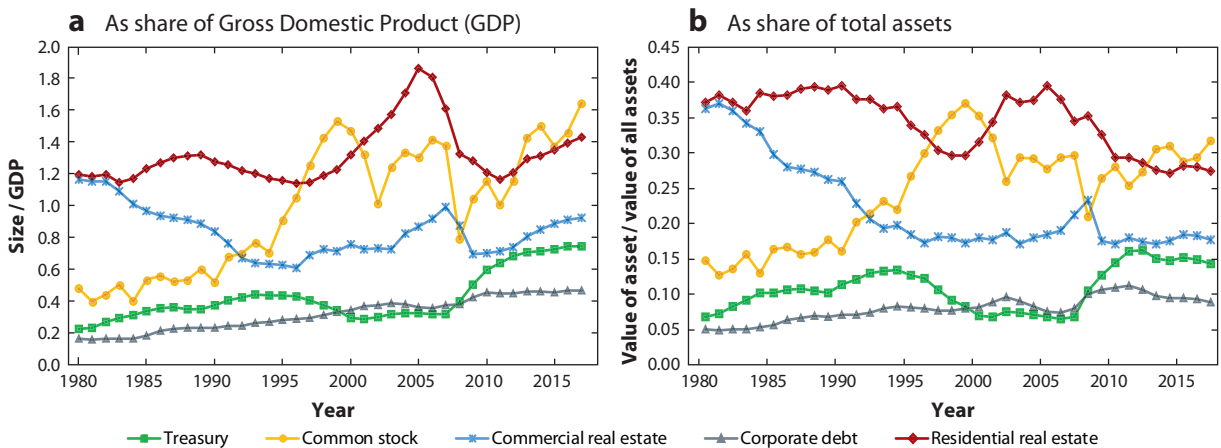 a As share of Gross Domestic Product (GDP)
2.0
1.8
1.6
1.4
1.2
1.0
0.8
0.6
0.4
0.2
0.0
Size / GDP
1980 1985 1990 1995 2000 2005 2010 2015
Year
b As share of total assets
0.45
0.40
0.35
0.30
0.25
0.20
0.15
0.10
0.05
0.00
Value of asset / value of all assets
1980 1985 1990 1995 2000 2005 2010 2015
Year
Treasury Common stock Commercial real estate Corporate debt Residential real estate